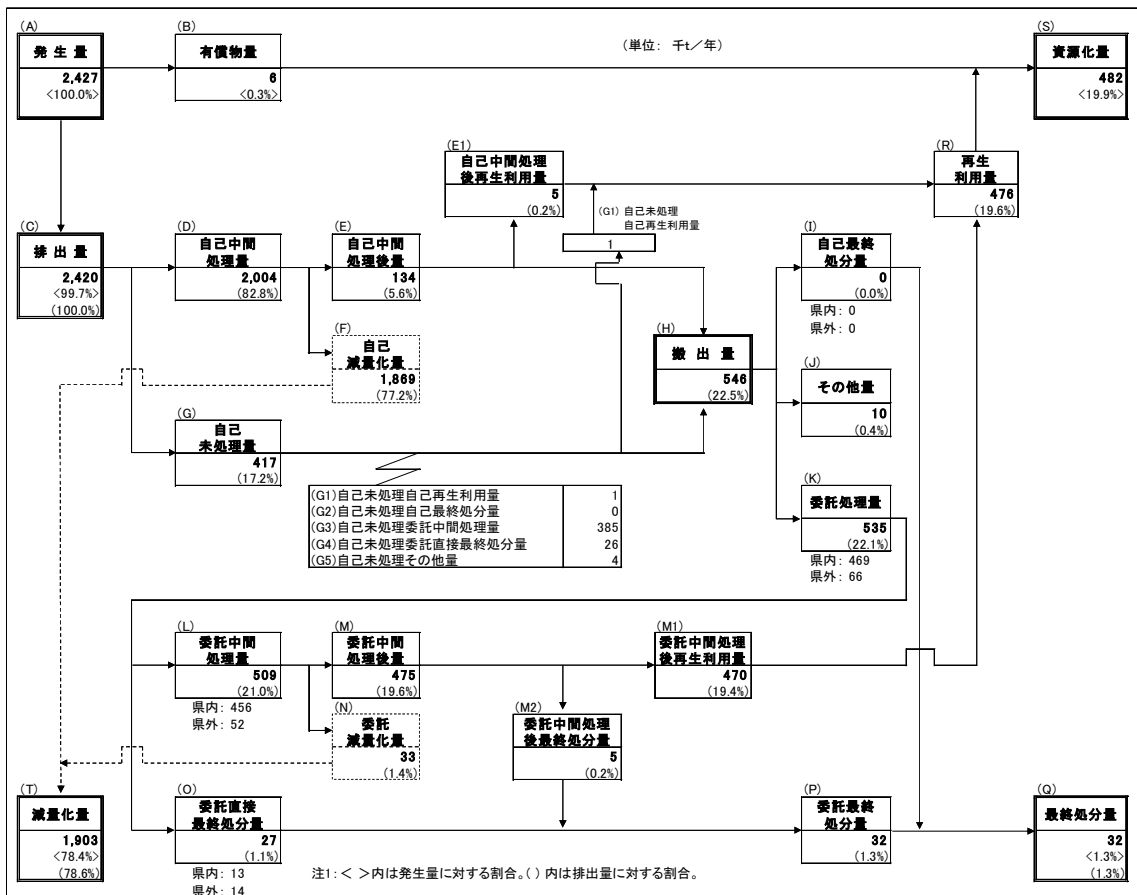 (A)
発 生 量
2,427
<100.0%>
(B)
有償物量
6
<0.3%>
(単位： 千t／年)
(S)
資源化量
482
<19.9%>
(E1)
自己中間処理
後再生利用量
5
(0.2%)
(G1) 自己未処理
自己再生利用量
1
(R)
再生
利用量
476
(19.6%)
(C)
排 出 量
2,420
<99.7%>
(100.0%)
(D)
自己中間
処理量
2,004
(82.8%)
(E)
自己中間
処理後量
134
(5.6%)
(F)
自己
減量化量
1,869
(77.2%)
(G)
自己
未処理量
417
(17.2%)
(G1)自己未処理自己再生利用量 1
(G2)自己未処理自己最終処分量 0
(G3)自己未処理委託中間処理量 385
(G4)自己未処理委託直接最終処分量 26
(G5)自己未処理その他量 4
(H)
搬 出 量
546
(22.5%)
(I)
自己最終
処分量
0
(0.0%)
県内： 0
県外： 0
(J)
その他量
10
(0.4%)
(K)
委託処理量
535
(22.1%)
県内： 469
県外： 66
(L)
委託中間
処理量
509
(21.0%)
県内： 456
県外： 52
(M)
委託中間
処理後量
475
(19.6%)
(N)
委託
減量化量
33
(1.4%)
(M1)
委託中間処理
後再生利用量
470
(19.4%)
(M2)
委託中間処理
後最終処分量
5
(0.2%)
(T)
減量化量
1,903
<78.4%>
(78.6%)
(O)
委託直接
最終処分量
27
(1.1%)
県内： 13
県外： 14
(P)
委託最終
処分量
32
(1.3%)
(Q)
最終処分量
32
<1.3%>
(1.3%)
注1：< >内は発生量に対する割合。( ) 内は排出量に対する割合。